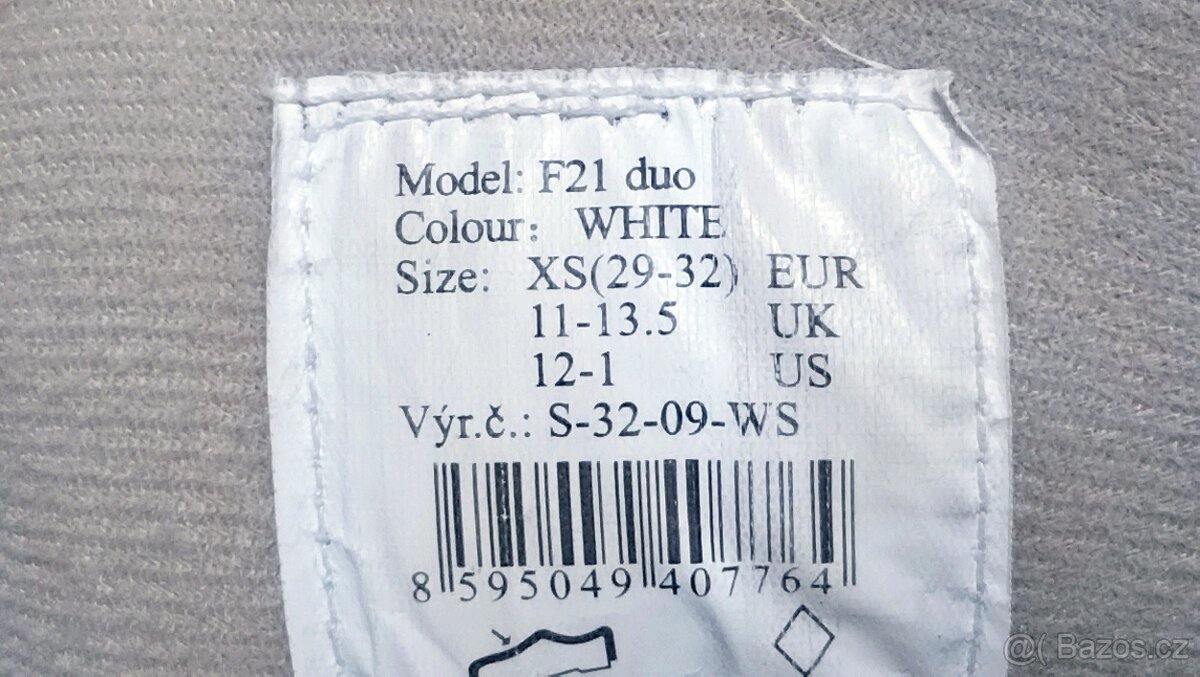 Model: F21 duo
Colour: WHITE
Size: XS(29-32) EUR
11-13.5 UK
12-1 US
Výr.č.: S-32-09-WS
8 595049 407764
@( Bazos.cz